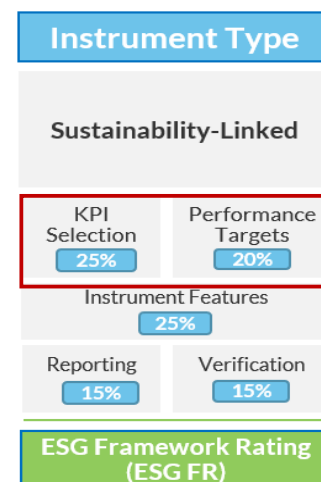 Instrument Type
Sustainability-Linked
KPI
Selection
25%
Performance
Targets
20%
Instrument Features
25%
Reporting
15%
Verification
15%
ESG Framework Rating
(ESG FR)